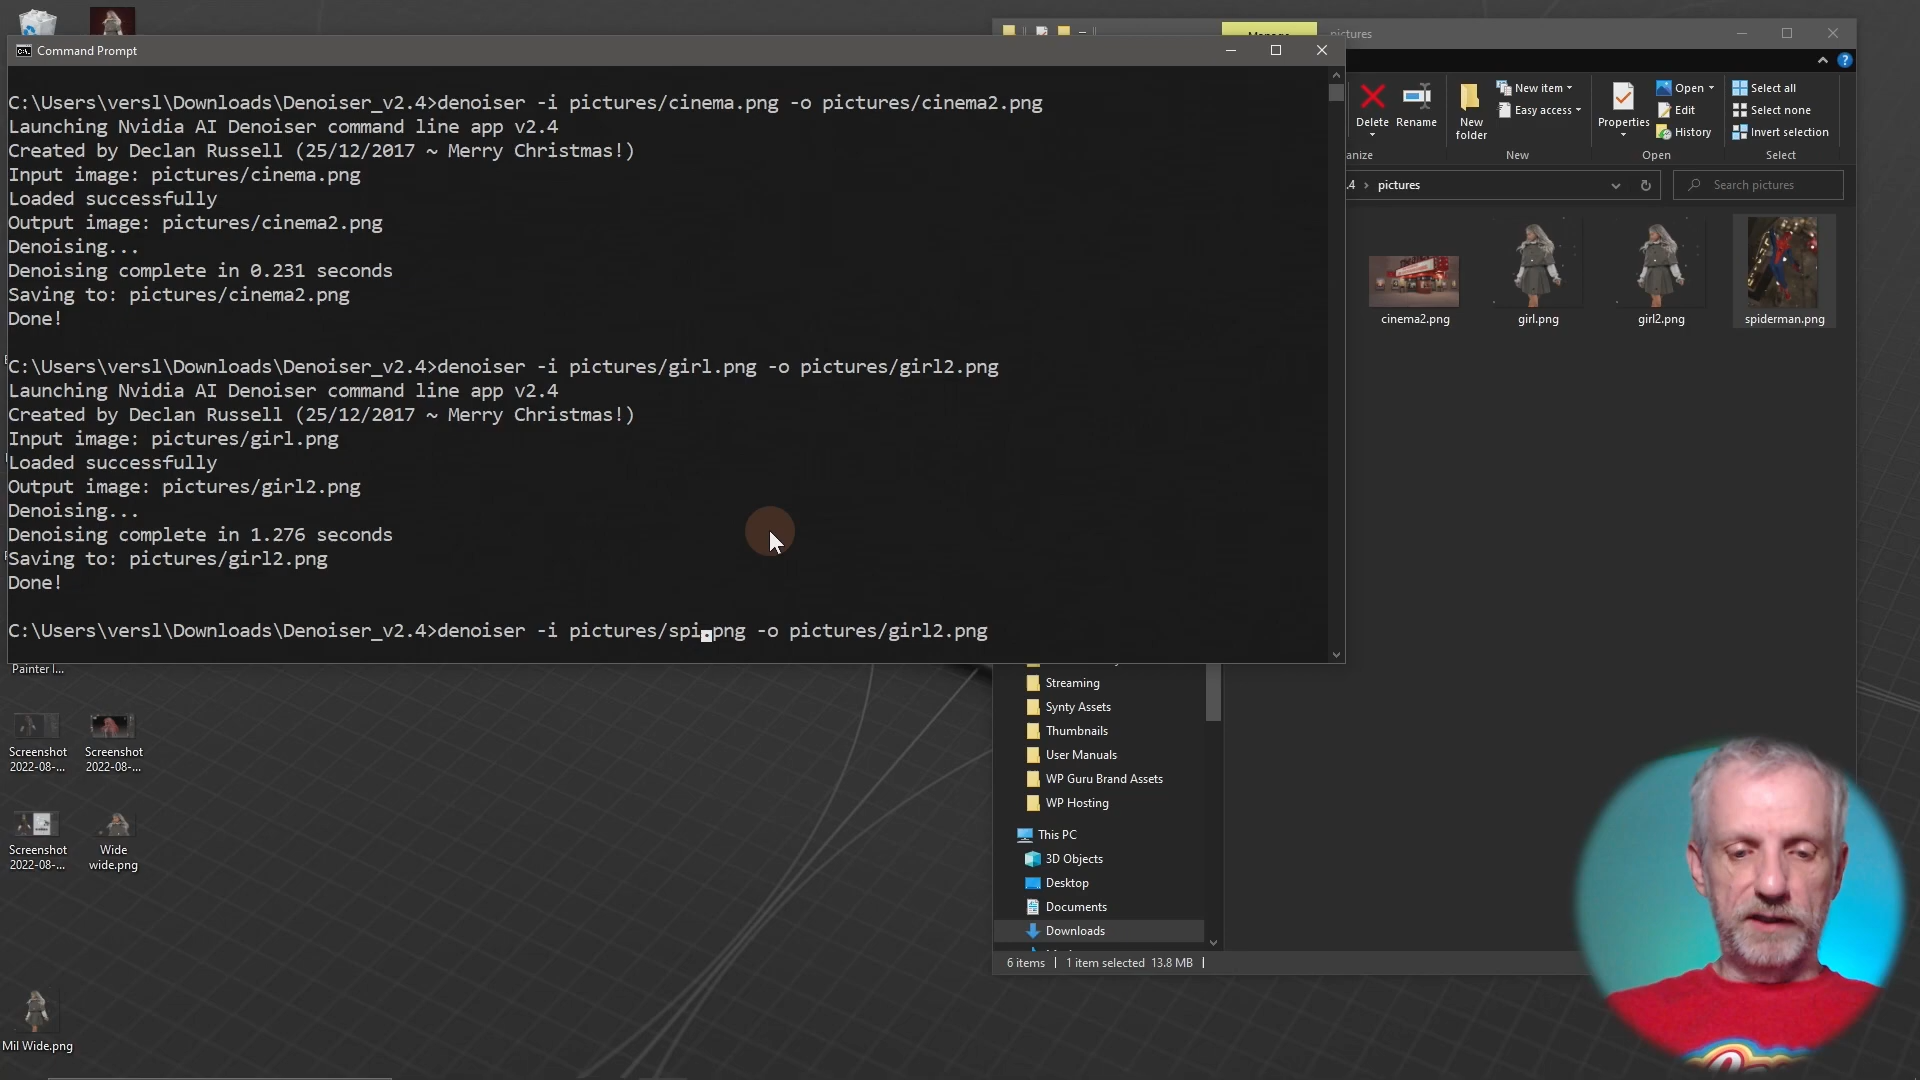 Command Prompt
C:\Users\versl\Downloads\Denoiser_v2.4>denoiser -i pictures/cinema.png -o pictures/cinema2.png
Launching Nvidia AI Denoiser command line app v2.4
Created by Declan Russell (25/12/2017 ~ Merry Christmas!)
Input image: pictures/cinema.png
Loaded successfully
Output image: pictures/cinema2.png
Denoising...
Denoising complete in 0.231 seconds
Saving to: pictures/cinema2.png
Done!
C:\Users\versl\Downloads\Denoiser_v2.4>denoiser -i pictures/girl.png -o pictures/girl2.png
Launching Nvidia AI Denoiser command line app v2.4
Created by Declan Russell (25/12/2017 ~ Merry Christmas!)
Input image: pictures/girl.png
Loaded successfully
Output image: pictures/girl2.png
Denoising...
Denoising complete in 1.276 seconds
Saving to: pictures/girl2.png
Done!
C:\Users\versl\Downloads\Denoiser_v2.4>denoiser -i pictures/spi.png -o pictures/girl2.png
Manage
pictures
Delete
Rename
New folder
New item
Easy access
Properties
Open
Edit
History
Select all
Select none
Invert selection
anize
New
Open
Select
.4 › pictures
Search pictures
cinema2.png
girl.png
girl2.png
spiderman.png
Streaming
Synty Assets
Thumbnails
User Manuals
WP Guru Brand Assets
WP Hosting
This PC
3D Objects
Desktop
Documents
Downloads
6 items
1 item selected 13.8 MB
Painter I...
Screenshot
2022-08-...
Screenshot
2022-08-...
Screenshot
2022-08-...
Wide
wide.png
Mil Wide.png